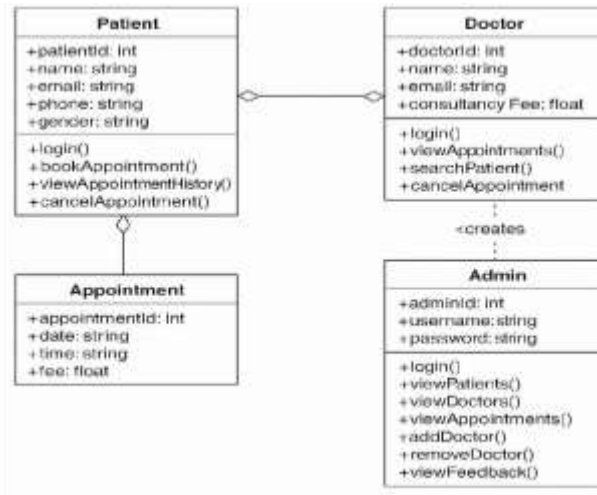 Patient
+patientId: int
+name: string
+email: string
+phone: string
+gender: string
+login()
+bookAppointment()
+viewAppointmentHistory()
+cancelAppointment()
Doctor
+doctorId: int
+name: string
+email: string
+consultancy Fee: float
+login()
+viewAppointments()
+searchPatient()
+cancelAppointment
<creates
Appointment
+appointmentId: int
+date: string
+time: string
+fee: float
Admin
+adminId: int
+username: string
+password: string
+login()
+viewPatients()
+viewDoctors()
+viewAppointments()
+addDoctor()
+removeDoctor()
+viewFeedback()